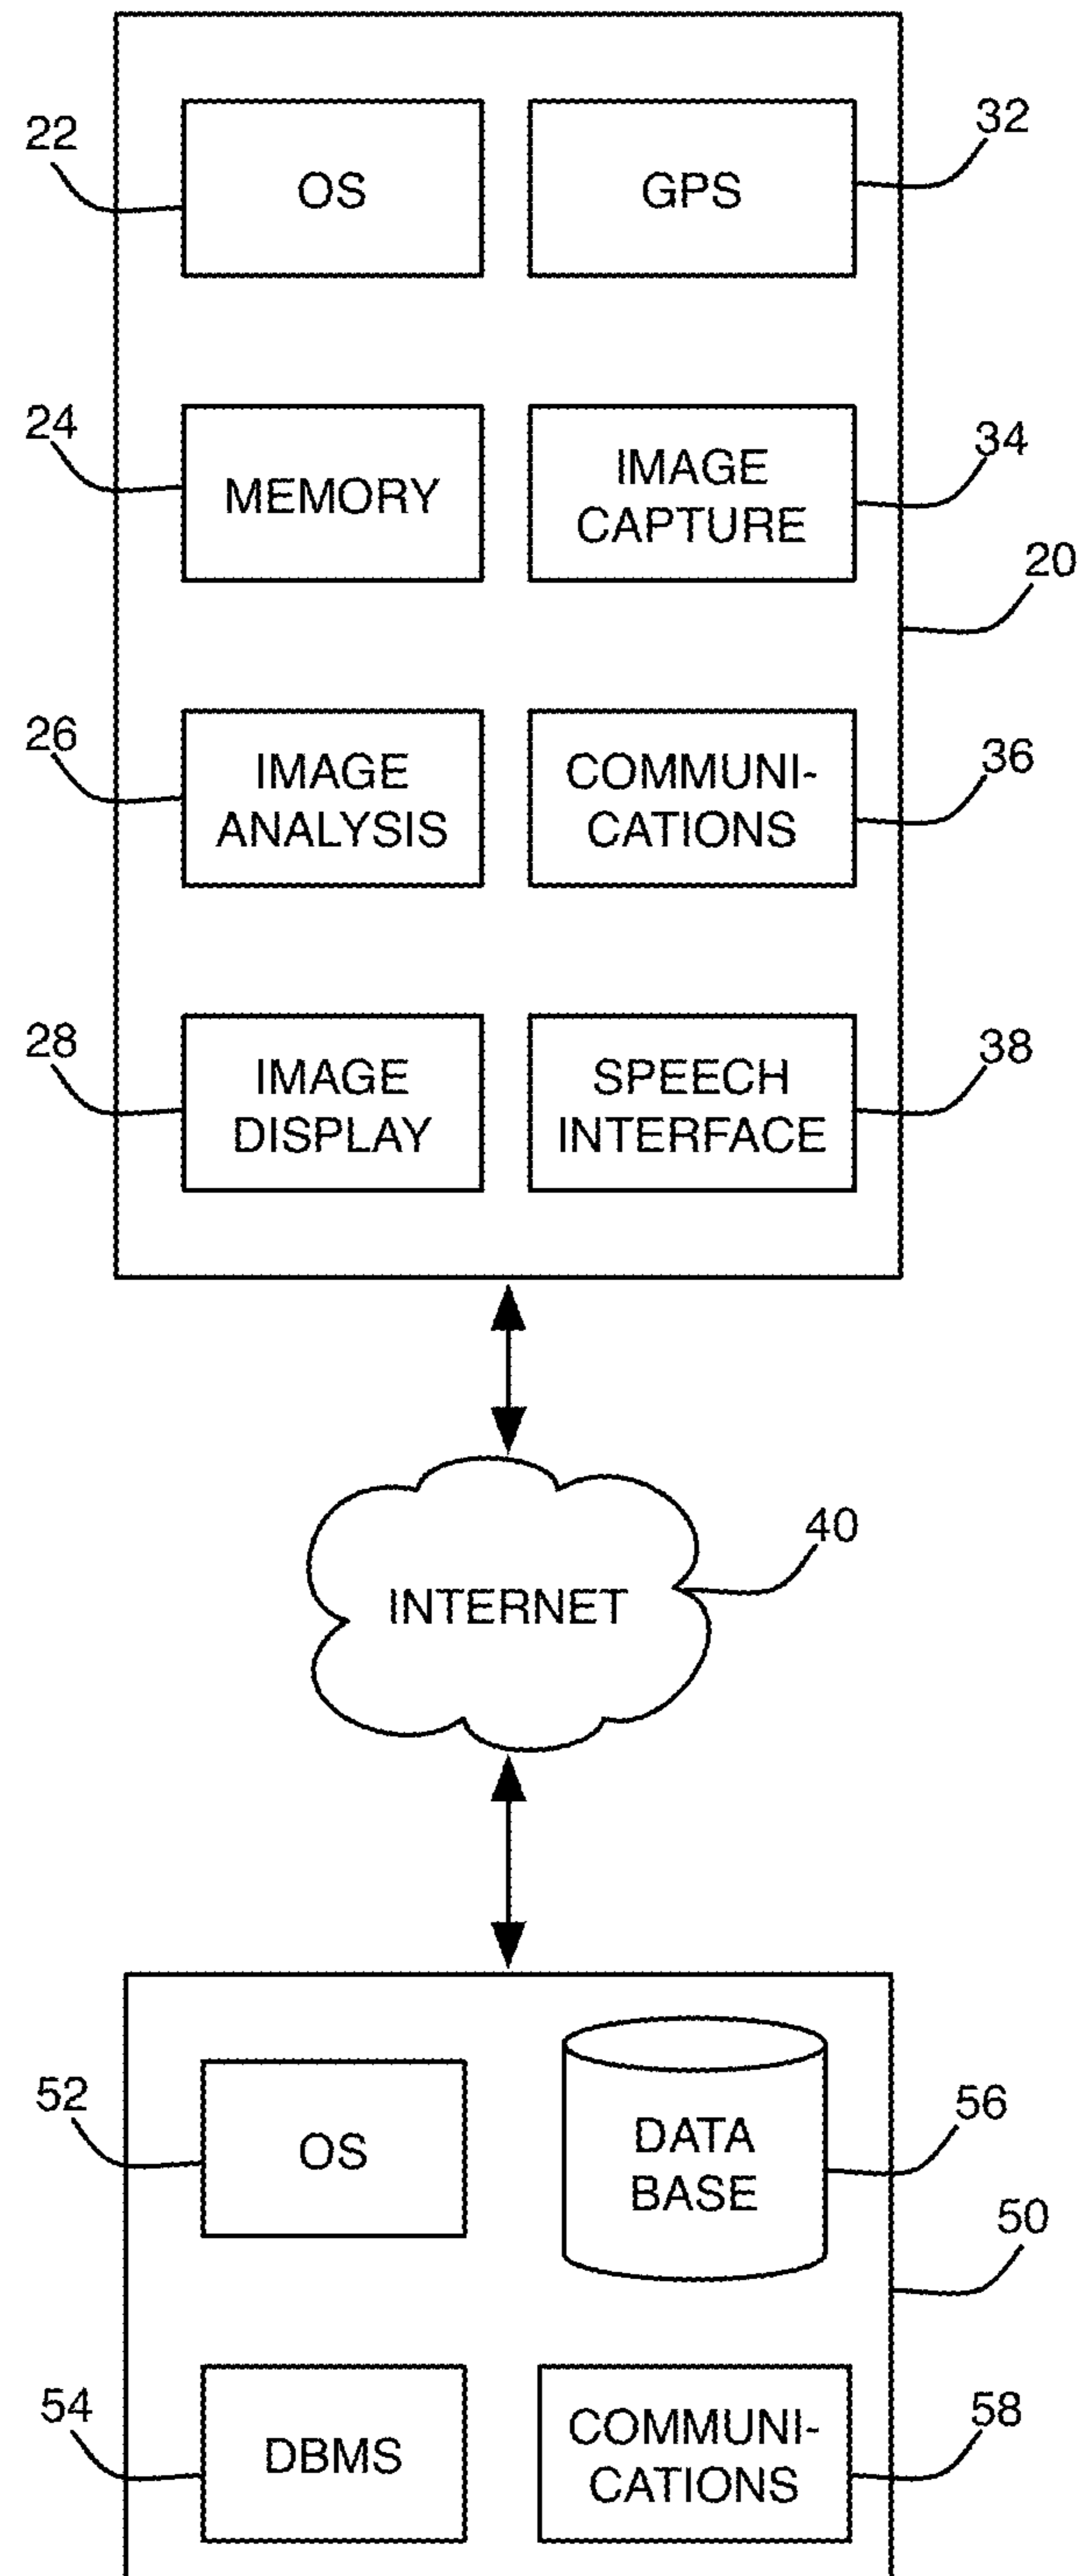 22
OS
GPS
32
24
MEMORY
IMAGE
CAPTURE
34
20
26
IMAGE
ANALYSIS
COMMUNI-
CATIONS
36
28
IMAGE
DISPLAY
SPEECH
INTERFACE
38
INTERNET
40
52
OS
DATA
BASE
56
50
54
DBMS
COMMUNI-
CATIONS
58